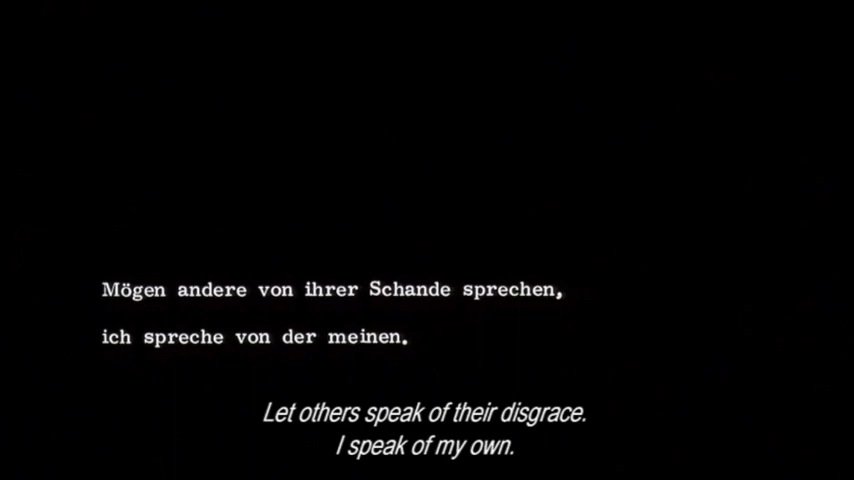 Mögen andere von ihrer Schande sprechen,
ich spreche von der meinen.
Let others speak of their disgrace.
I speak of my own.